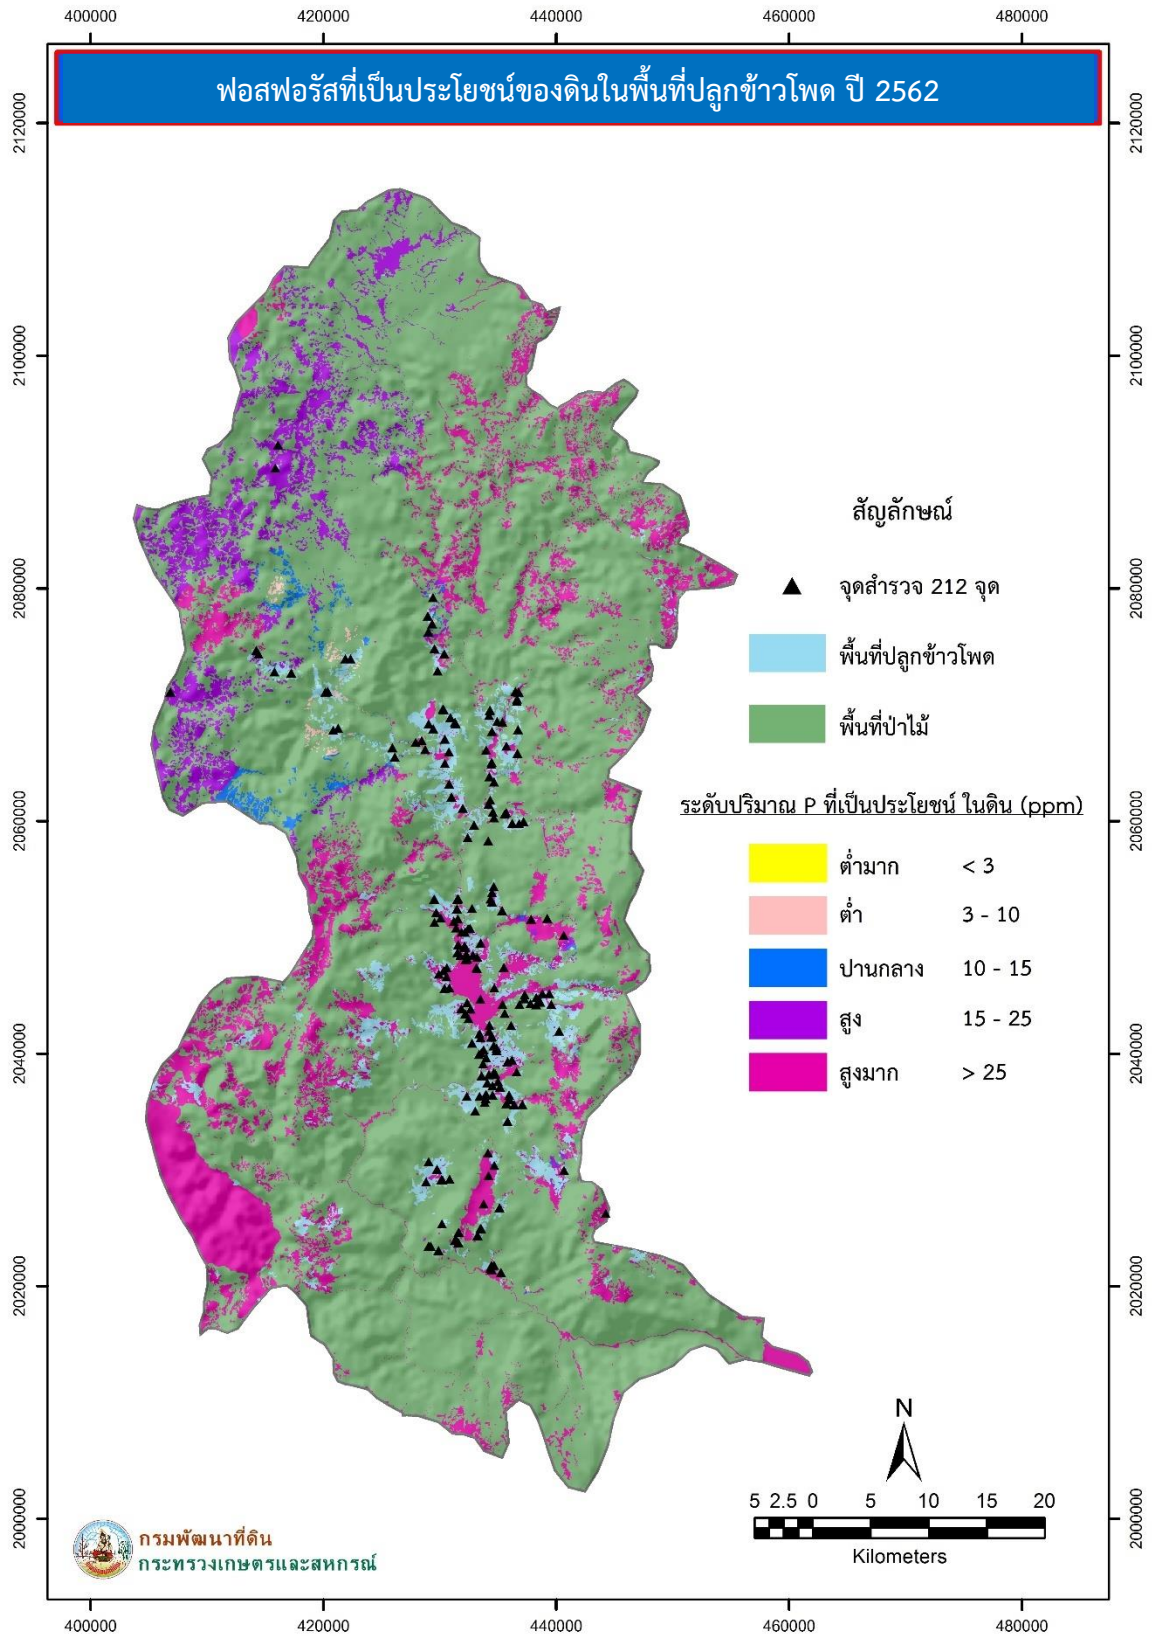 400000 420000 440000 460000 480000
ฟอสฟอรัสที่เป็นประโยชน์ของดินในพื้นที่ปลูกข้าวโพด ปี 2562
2120000 2120000
2100000 2100000
สัญลักษณ์
2080000 2080000
จุดสำรวจ 212 จุด
พื้นที่ปลูกข้าวโพด
พื้นที่ป่าไม้
ระดับปริมาณ P ที่เป็นประโยชน์ ในดิน (ppm)
2060000 2060000
ต่ำมาก < 3
ต่ำ 3 - 10
ปานกลาง 10 - 15
สูง 15 - 25
2040000 2040000
สูงมาก > 25
2020000 2020000
N
5 2.5 0 5 10 15 20
Kilometers
2000000 2000000
กรมพัฒนาที่ดิน
กระทรวงเกษตรและสหกรณ์
400000 420000 440000 460000 480000